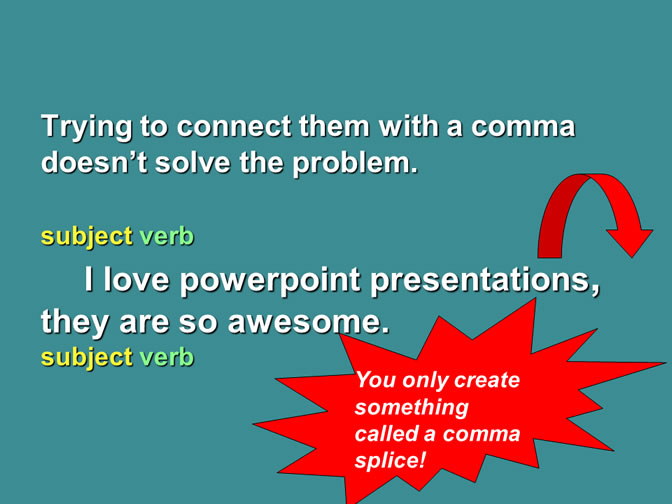 Trying to connect them with a comma
doesn’t solve the problem.
subject verb
I love powerpoint presentations,
they are so awesome.
subject verb
You only create
something
called a comma
splice!